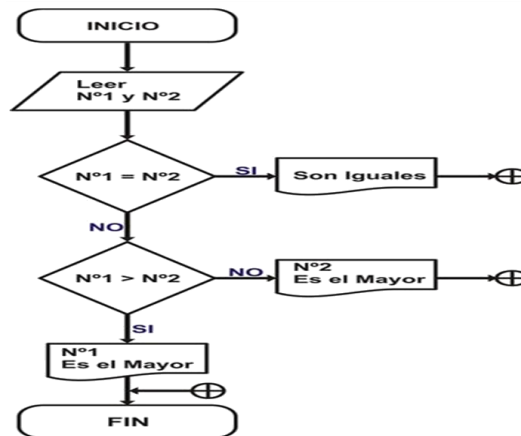 INICIO
Leer
Nº1 y Nº2
Nº1 = Nº2
SI
Son Iguales
NO
Nº1 > Nº2
NO
Nº2
Es el Mayor
SI
Nº1
Es el Mayor
FIN